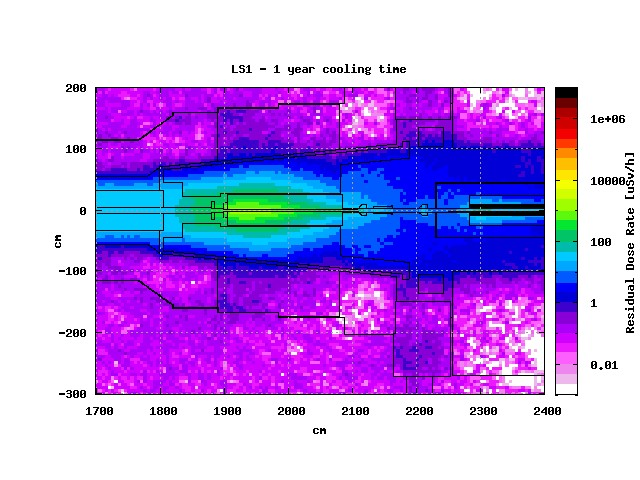 LS1 - 1 year cooling time
200
100
0
-100
-200
-300
cm
1700 1800 1900 2000 2100 2200 2300 2400
cm
1e+06
10000
100
1
0.01
Residual Dose Rate [uSv/h]